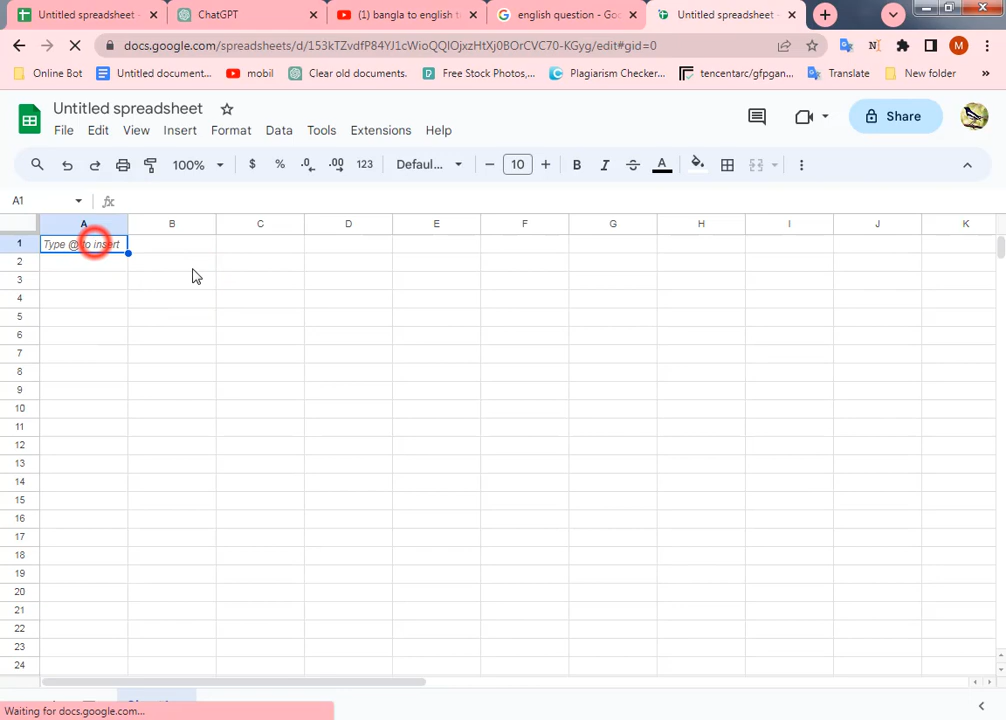 Untitled spreadsheet ChatGPT (1) bangla to english t english question - Goo Untitled spreadsheet -
docs.google.com/spreadsheets/d/153kTZvdfP84YJ1cWioQQIOjxzHtXj0BOrCVC70-KGyg/edit#gid=0 M
Online Bot Untitled document... mobil Clear old documents. Free Stock Photos,... Plagiarism Checker... tencentarc/gfpgan... Translate New folder »
Untitled spreadsheet
File Edit View Insert Format Data Tools Extensions Help Share
100% $ % .0 .00 123 Defaul... − 10 + B I S A
A1 fx
A B C D E F G H I J K
1 Type @ to insert
2
3
4
5
6
7
8
9
10
11
12
13
14
15
16
17
18
19
20
21
22
23
24
Waiting for docs.google.com...